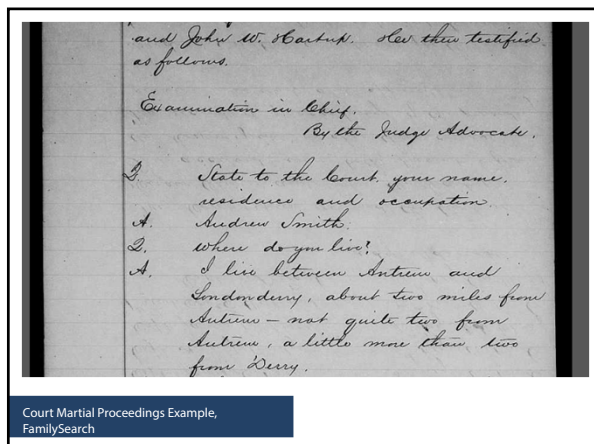 and John W. Hartup. He then testified
as follows.
Examination in Chief.
By the Judge Advocate.
Q. State to the Court, your name,
residence and occupation.
A. Andrew Smith.
Q. Where do you live?
A. I live between Antrim and
Londonderry, about two miles from
Antrim – not quite two from
Antrim, a little more than two
from Derry.
Court Martial Proceedings Example,
FamilySearch